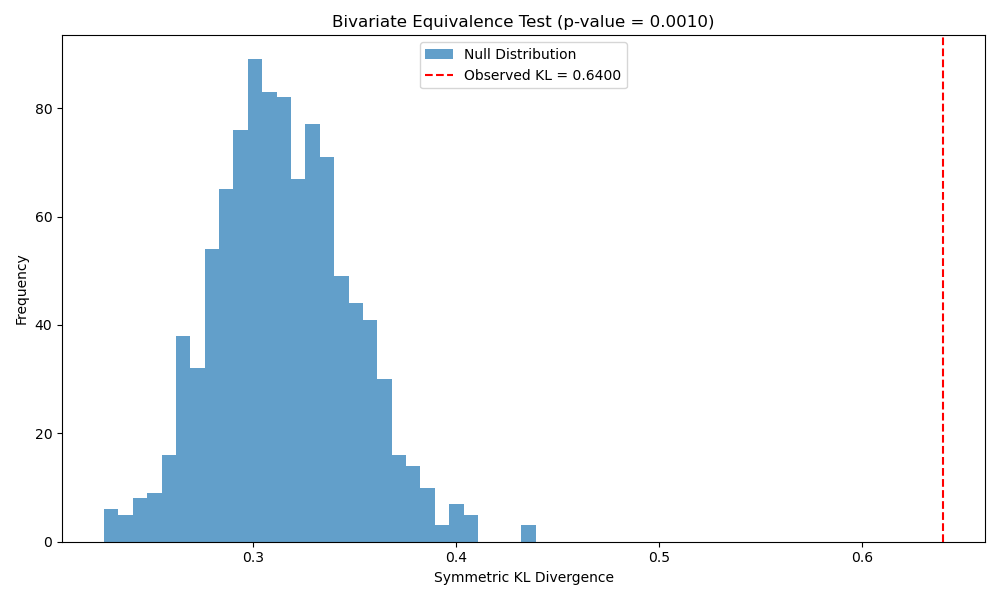 Bivariate Equivalence Test (p-value = 0.0010)
Null Distribution
Observed KL = 0.6400
Frequency
80
60
40
20
0
0.3
0.4
0.5
0.6
Symmetric KL Divergence